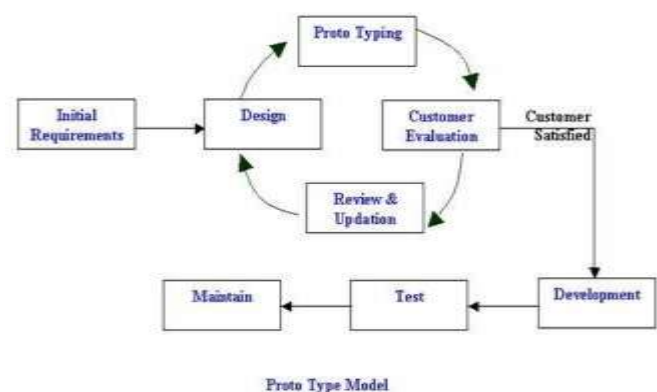 Proto Typing
Initial
Requirements
Design
Customer
Evaluation
Customer
Satisfied
Review &
Updation
Maintain
Test
Development
Proto Type Model